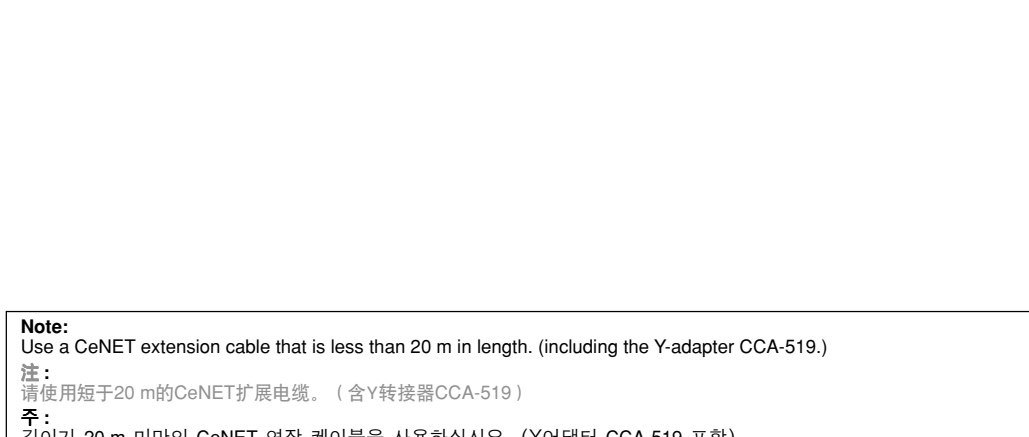 Note:
Use a CeNET extension cable that is less than 20 m in length. (including the Y-adapter CCA-519.)
注：
请使用短于20 m的CeNET扩展电缆。（含Y转接器CCA-519）
주 :
길이가 20 m 미만인 CeNET 연장 케이블을 사용하십시오. (Y어댑터 CCA-519 포함)